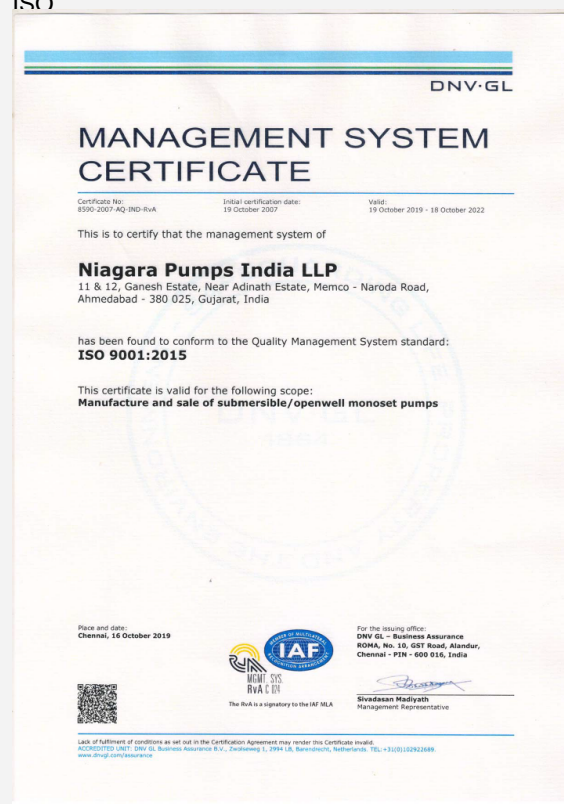 ISO
DNV·GL
MANAGEMENT SYSTEM
CERTIFICATE
Certificate No:
8590-2007-AQ-IND-RvA
Initial certification date:
19 October 2007
Valid:
19 October 2019 - 18 October 2022
This is to certify that the management system of
Niagara Pumps India LLP
11 & 12, Ganesh Estate, Near Adinath Estate, Memco - Naroda Road,
Ahmedabad - 380 025, Gujarat, India
has been found to conform to the Quality Management System standard:
ISO 9001:2015
This certificate is valid for the following scope:
Manufacture and sale of submersible/openwell monoset pumps
Place and date:
Chennai, 16 October 2019
MEMBER OF MULTILATERAL
IAF
RECOGNITION ARRANGEMENT
MGMT. SYS.
RvA C 024
The RvA is a signatory to the IAF MLA
For the issuing office:
DNV GL – Business Assurance
ROMA, No. 10, GST Road, Alandur,
Chennai - PIN - 600 016, India
Sivadasan Madiyath
Management Representative
Lack of fulfilment of conditions as set out in the Certification Agreement may render this Certificate invalid.
ACCREDITED UNIT: DNV GL Business Assurance B.V., Zwolseweg 1, 2994 LB, Barendrecht, Netherlands. TEL:+31(0)102922689.
www.dnvgl.com/assurance